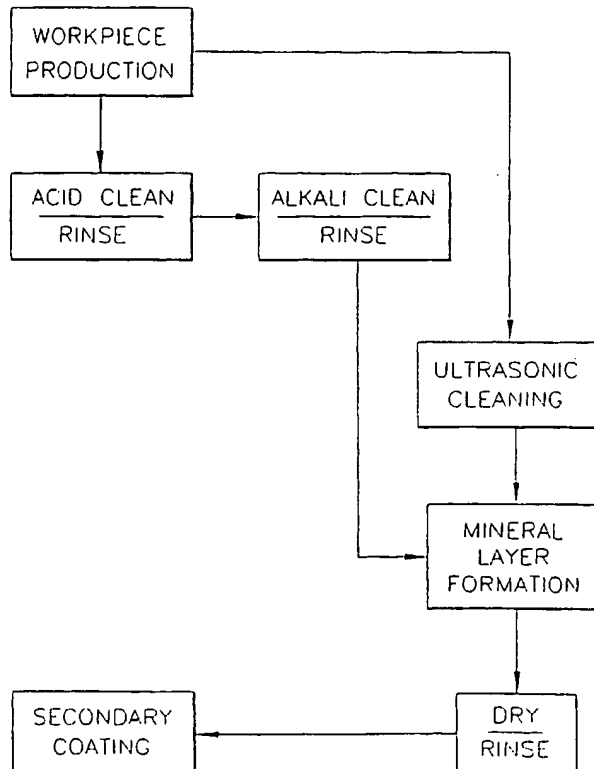 WORKPIECE
PRODUCTION
ACID CLEAN
RINSE
ALKALI CLEAN
RINSE
ULTRASONIC
CLEANING
MINERAL
LAYER
FORMATION
DRY
RINSE
SECONDARY
COATING